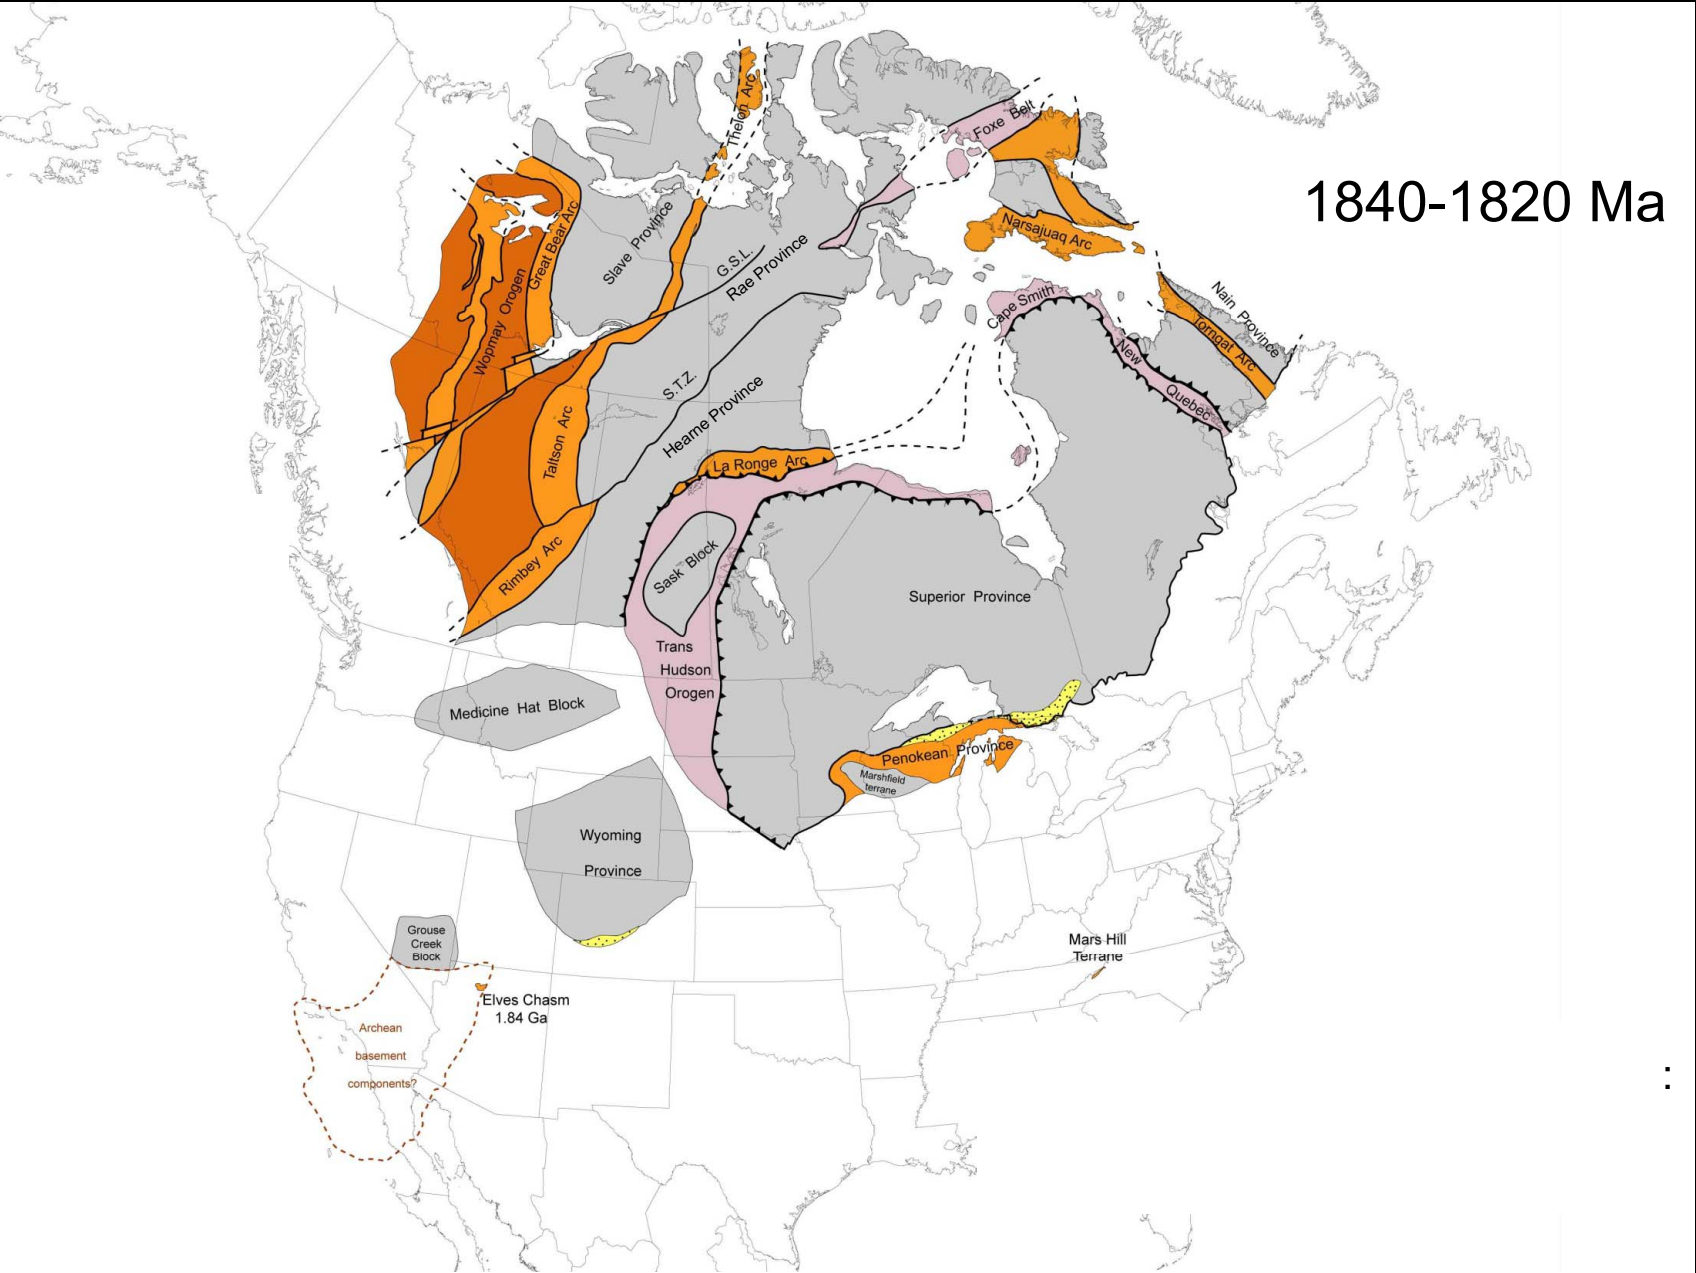 Thelon Arc
Foxe Belt
1840-1820 Ma
Narsajuaq Arc
Great Bear Arc
Slave Province
G.S.L.
Rae Province
Wopmay Orogen
Cape Smith
Nain Province
Torngat Arc
New
Quebec
S.T.Z.
Hearne Province
Taltson Arc
La Ronge Arc
Rimbey Arc
Sask Block
Superior Province
Trans
Hudson
Orogen
Medicine Hat Block
Penokean Province
Marshfield
terrane
Wyoming
Province
Grouse
Creek
Block
Mars Hill
Terrane
Elves Chasm
1.84 Ga
Archean
basement
components?
: